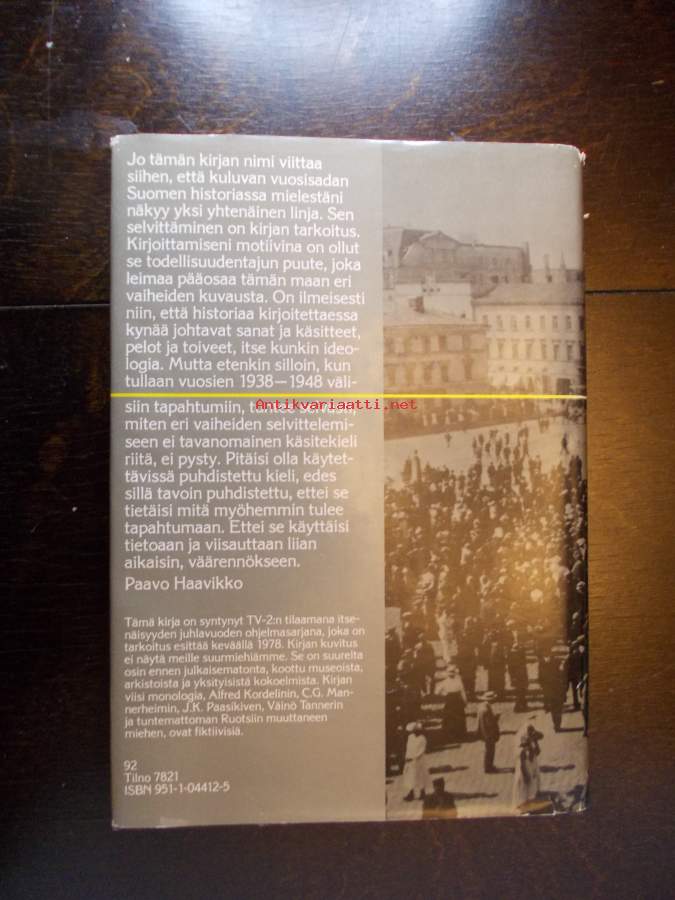 Jo tämän kirjan nimi viittaa
siihen, että kuluvan vuosisadan
Suomen historiassa mielestäni
näkyy yksi yhtenäinen linja. Sen
selvittäminen on kirjan tarkoitus.
Kirjoittamiseni motiivina on ollut
se todellisuudentajun puute, joka
leimaa pääosaa tämän maan eri
vaiheiden kuvausta. On ilmeisesti
niin, että historiaa kirjoitettaessa
kynää johtavat sanat ja käsitteet,
pelot ja toiveet, itse kunkin ideo-
logia. Mutta etenkin silloin, kun
tullaan vuosien 1938—1948 väli-
Antikvariaatti.net
siin tapahtumiin,
miten eri vaiheiden selvittelemi-
seen ei tavanomainen käsitekieli
riitä, ei pysty. Pitäisi olla käytet-
tävissä puhdistettu kieli, edes
sillä tavoin puhdistettu, ettei se
tietäisi mitä myöhemmin tulee
tapahtumaan. Ettei se käyttäisi
tietoaan ja viisauttaan liian
aikaisin, väärennökseen.
Paavo Haavikko
Tämä kirja on syntynyt TV-2:n tilaamana itse-
näisyyden juhlavuoden ohjelmasarjana, joka on
tarkoitus esittää keväällä 1978. Kirjan kuvitus
ei näytä meille suurmiehiämme. Se on suurelta
osin ennen julkaisematonta, koottu museoista,
arkistoista ja yksityisistä kokoelmista. Kirjan
viisi monologia, Alfred Kordelinin, C.G. Man-
nerheimin, J.K. Paasikiven, Väinö Tannerin
ja tuntemattoman Ruotsiin muuttaneen
miehen, ovat fiktiivisiä.
92
Tilno 7821
ISBN 951-1-04412-5